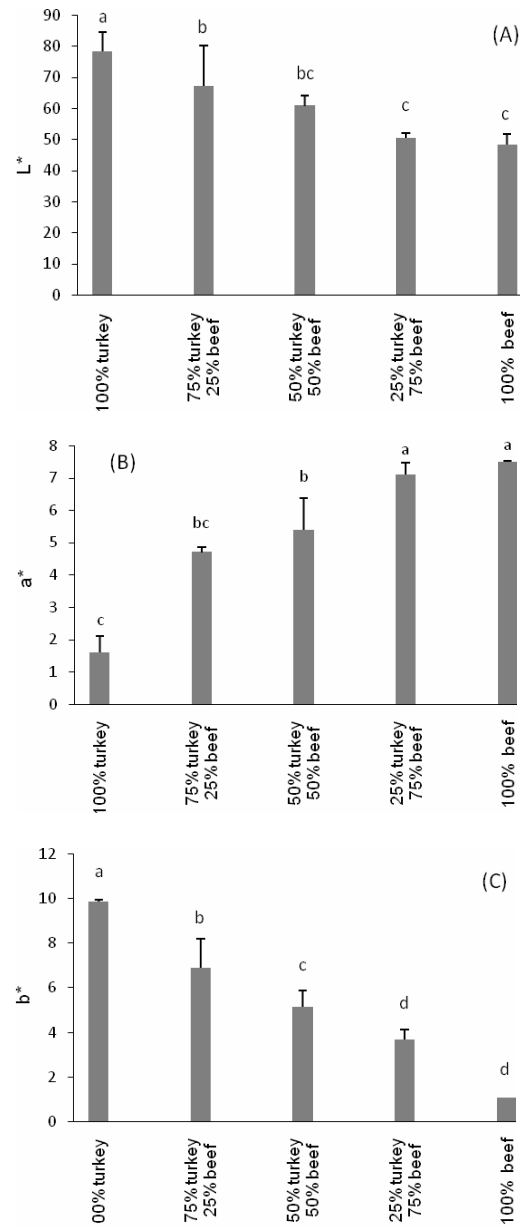 (A)
L*
90
80
70
60
50
40
30
20
10
0
a
b
bc
c
c
100% turkey
75% turkey
25% beef
50% turkey
50% beef
25% turkey
75% beef
100% beef
(B)
a*
8
7
6
5
4
3
2
1
0
c
bc
b
a
a
100% turkey
75% turkey
25% beef
50% turkey
50% beef
25% turkey
75% beef
100% beef
(C)
b*
12
10
8
6
4
2
0
a
b
c
d
d
00% turkey
75% turkey
25% beef
50% turkey
50% beef
25% turkey
75% beef
100% beef